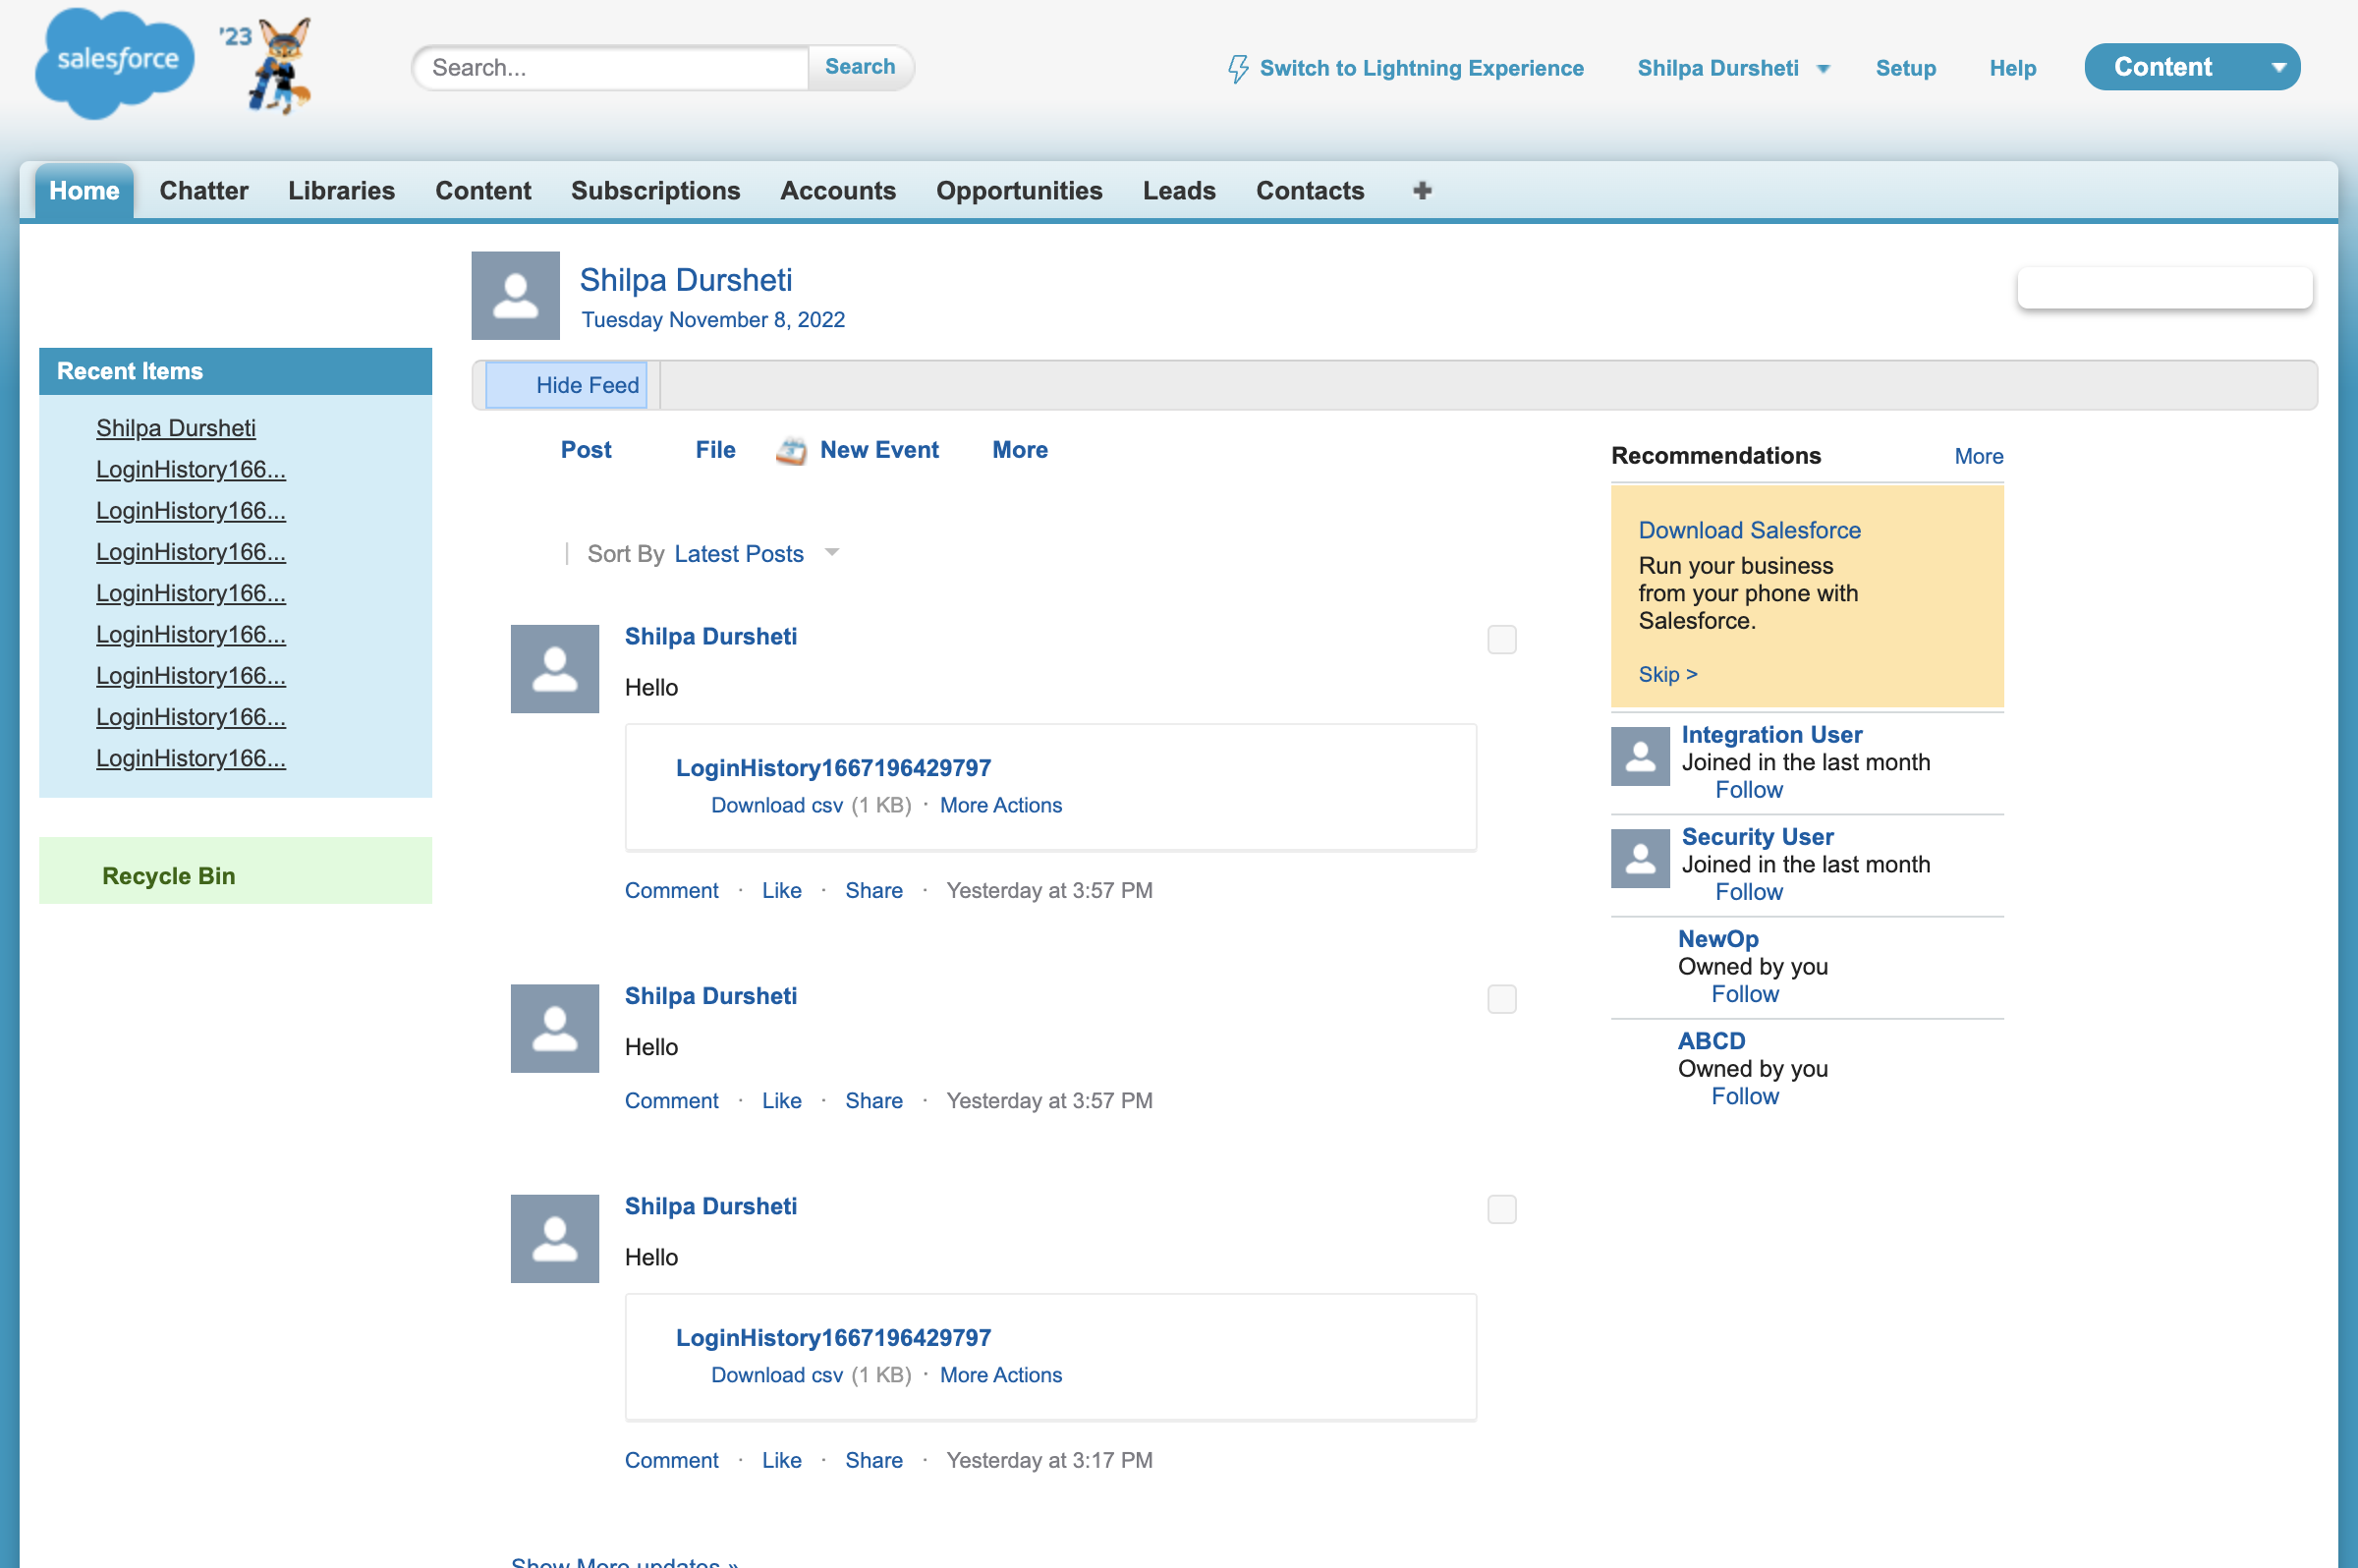 salesforce
'23
Search...
Search
Switch to Lightning Experience
Shilpa Dursheti
Setup
Help
Content
Home
Chatter
Libraries
Content
Subscriptions
Accounts
Opportunities
Leads
Contacts
Shilpa Dursheti
Tuesday November 8, 2022
Recent Items
Shilpa Dursheti
LoginHistory166...
LoginHistory166...
LoginHistory166...
LoginHistory166...
LoginHistory166...
LoginHistory166...
LoginHistory166...
LoginHistory166...
Recycle Bin
Hide Feed
Post
File
New Event
More
Sort By Latest Posts
Shilpa Dursheti
Hello
LoginHistory1667196429797
Download csv (1 KB) · More Actions
Comment · Like · Share · Yesterday at 3:57 PM
Shilpa Dursheti
Hello
Comment · Like · Share · Yesterday at 3:57 PM
Shilpa Dursheti
Hello
LoginHistory1667196429797
Download csv (1 KB) · More Actions
Comment · Like · Share · Yesterday at 3:17 PM
Show More updates »
Recommendations
More
Download Salesforce
Run your business
from your phone with
Salesforce.
Skip >
Integration User
Joined in the last month
Follow
Security User
Joined in the last month
Follow
NewOp
Owned by you
Follow
ABCD
Owned by you
Follow